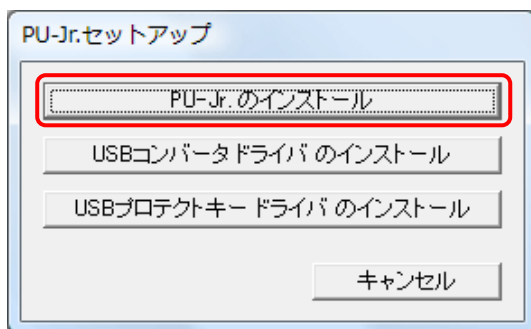 PU-Jr.セットアップ
PU-Jr. のインストール
USBコンバータドライバ のインストール
USBプロテクトキー ドライバ のインストール
キャンセル